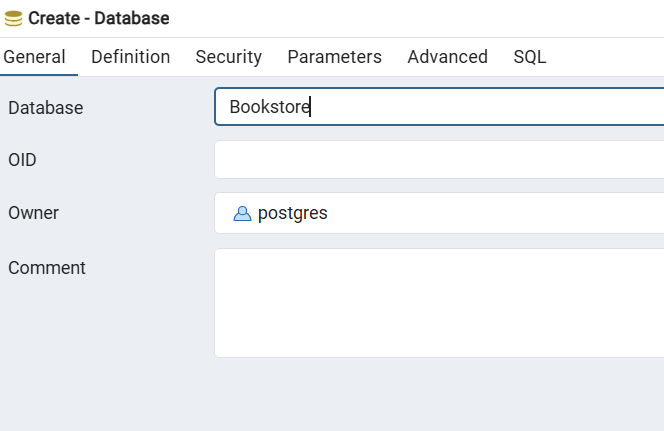 Create - Database
General Definition Security Parameters Advanced SQL
Database Bookstore
OID
Owner postgres
Comment